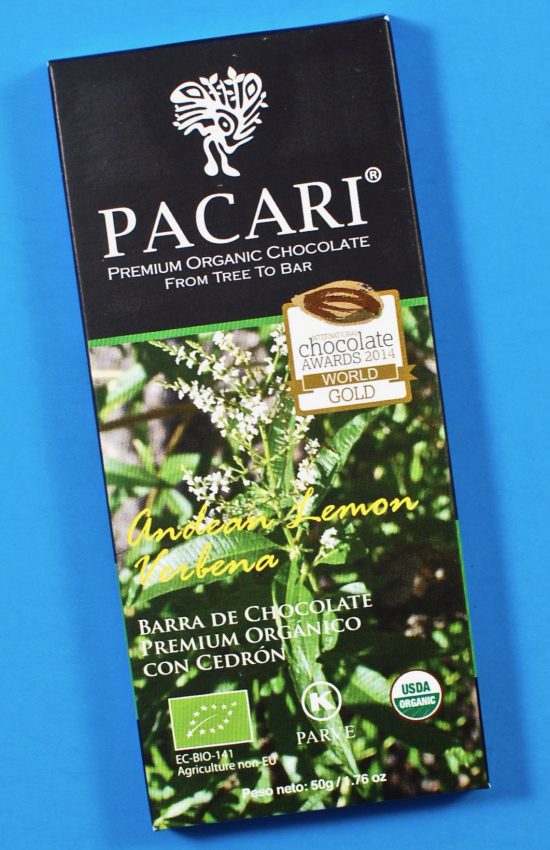 PACARI®
PREMIUM ORGANIC CHOCOLATE
FROM TREE TO BAR
INTERNATIONAL
chocolate
AWARDS 2014
WORLD
GOLD
Andean Lemon
Verbena
BARRA DE CHOCOLATE
PREMIUM ORGÁNICO
CON CEDRÓN
EC-BIO-141
Agriculture non-EU
K
PARVE
USDA
ORGANIC
Peso neto: 50g / 1.76 oz